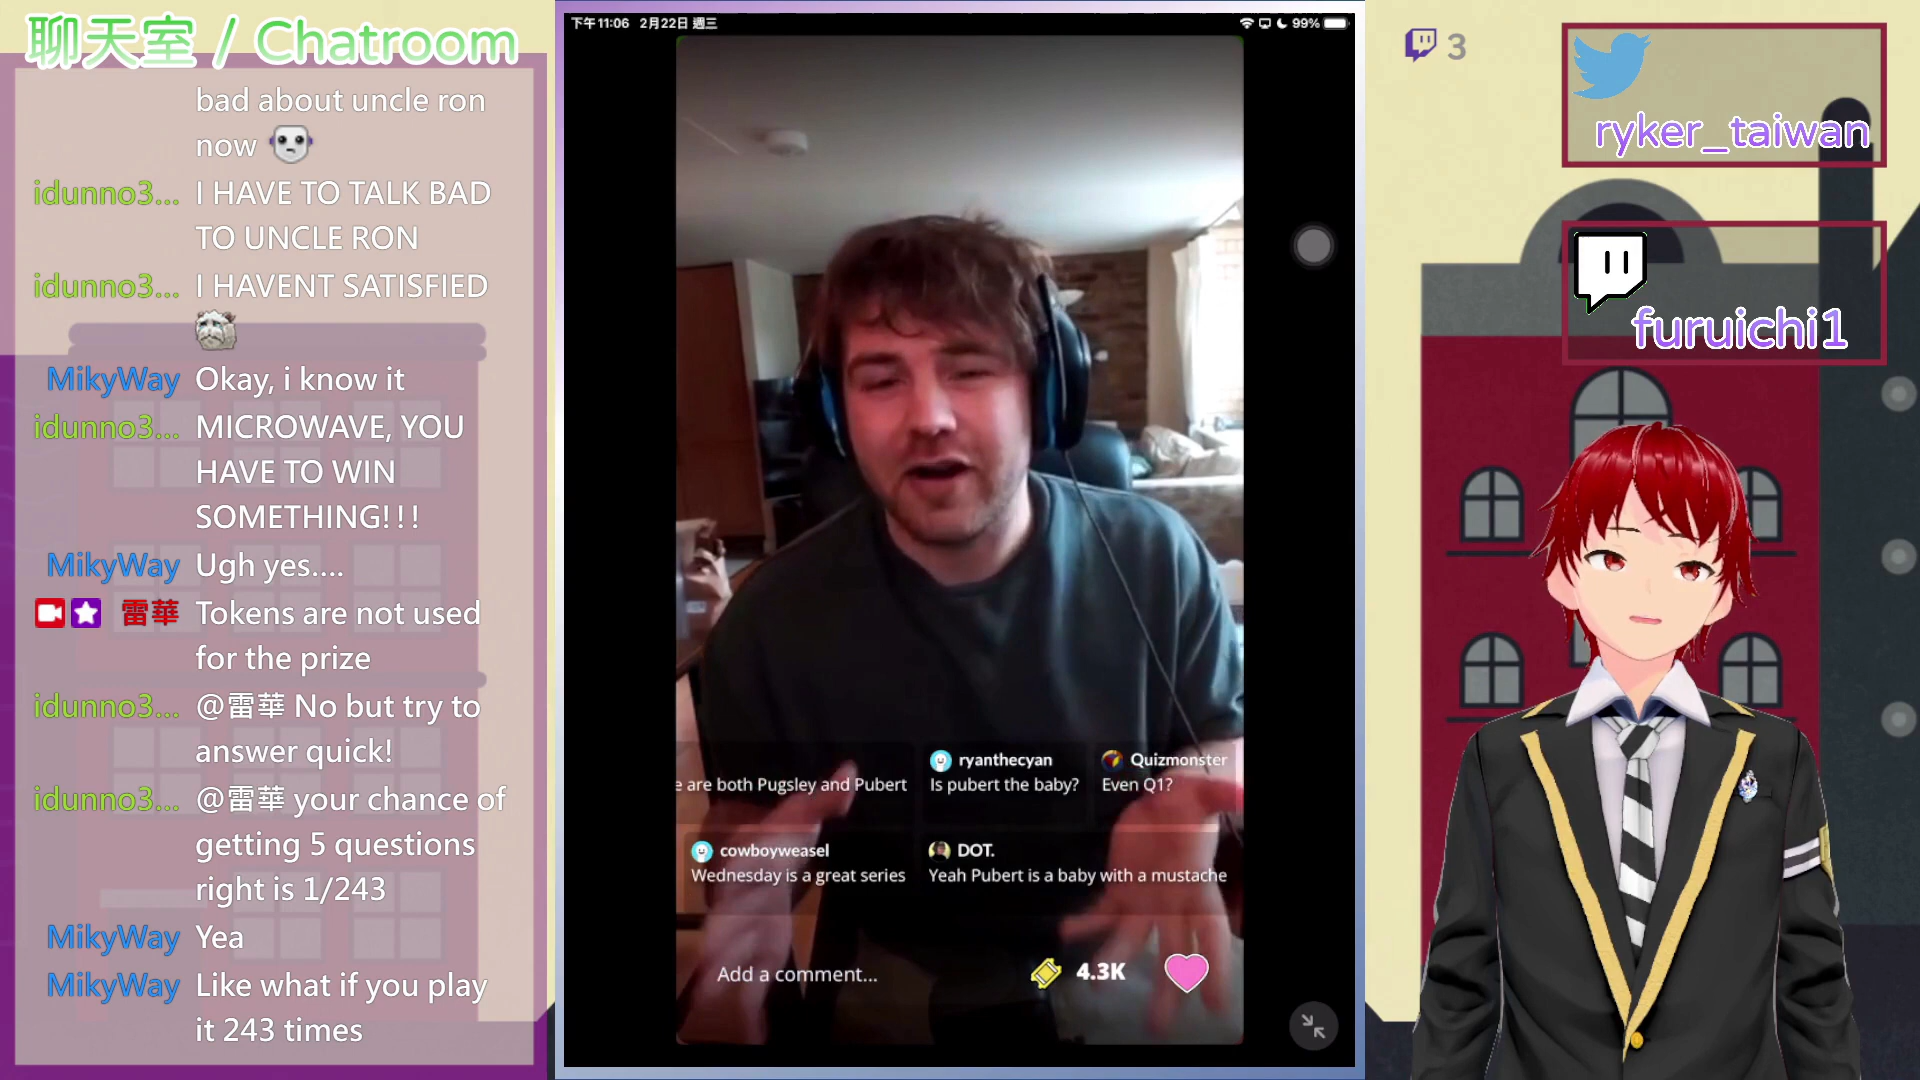 聊天室 / Chatroom
bad about uncle ron
now
idunno3... I HAVE TO TALK BAD
TO UNCLE RON
idunno3... I HAVENT SATISFIED
MikyWay Okay, i know it
idunno3... MICROWAVE, YOU
HAVE TO WIN
SOMETHING!!!
MikyWay Ugh yes....
雷華 Tokens are not used
for the prize
idunno3... @雷華 No but try to
answer quick!
idunno3... @雷華 your chance of
getting 5 questions
right is 1/243
MikyWay Yea
MikyWay Like what if you play
it 243 times
下午11:06 2月22日 週三
99%
ryanthecyan
Quizmonster
e are both Pugsley and Pubert
Is pubert the baby?
Even Q1?
cowboyweasel
DOT.
Wednesday is a great series
Yeah Pubert is a baby with a mustache
Add a comment...
4.3K
3
ryker_taiwan
furuichi1